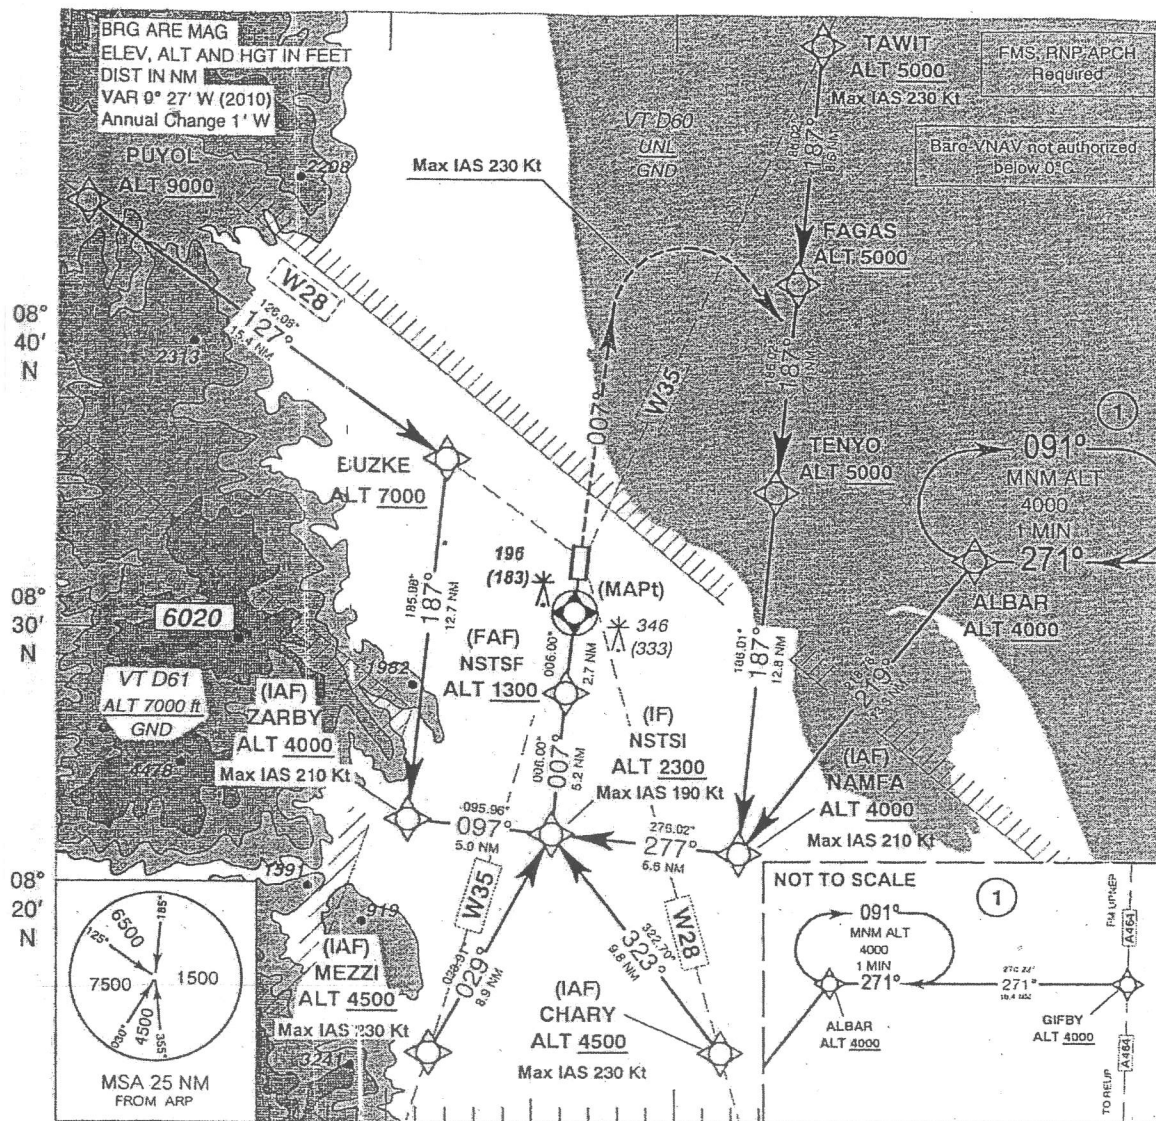 BRG ARE MAG
ELEV, ALT AND HGT IN FEET
DIST IN NM
VAR 0° 27' W (2010)
Annual Change 1' W
TAWIT
ALT 5000
Max IAS 230 Kt
FMS, RNP APCH
Required
Baro VNAV not authorized
below 0°C
VT D60
UNL
GND
Max IAS 230 Kt
PUYOL
ALT 9000
2208
187°
8.6 NM
FAGAS
ALT 5000
W28
127°
15.4 NM
08°
40'
N
2313
007°
W35
187°
TENYO
ALT 5000
1
091°
MNM ALT
4000
1 MIN
271°
BUZKE
ALT 7000
196
(183)
(MAPt)
ALBAR
ALT 4000
08°
30'
N
6020
185.98°
187°
12.7 NM
346
(333)
186.01°
187°
12.8 NM
219°
(FAF)
NSTSF
ALT 1300
006.00°
2.7 NM
1982
VT D61
ALT 7000 ft
GND
(IAF)
ZARBY
ALT 4000
Max IAS 210 Kt
4478
006.00°
007°
5.2 NM
(IF)
NSTSI
ALT 2300
Max IAS 190 Kt
(IAF)
NAMFA
ALT 4000
Max IAS 210 Kt
095.96°
097°
5.0 NM
276.02°
277°
5.6 NM
08°
20'
N
1391
919
W35
W28
(IAF)
MEZZI
ALT 4500
Max IAS 230 Kt
3241
029°
8.9 NM
322.70°
323°
9.8 NM
(IAF)
CHARY
ALT 4500
Max IAS 230 Kt
6500
185°
125°
7500
1500
030°
4500
355°
MSA 25 NM
FROM ARP
NOT TO SCALE
1
091°
MNM ALT
4000
1 MIN
271°
271°
ALBAR
ALT 4000
GIFBY
ALT 4000
A464
A464